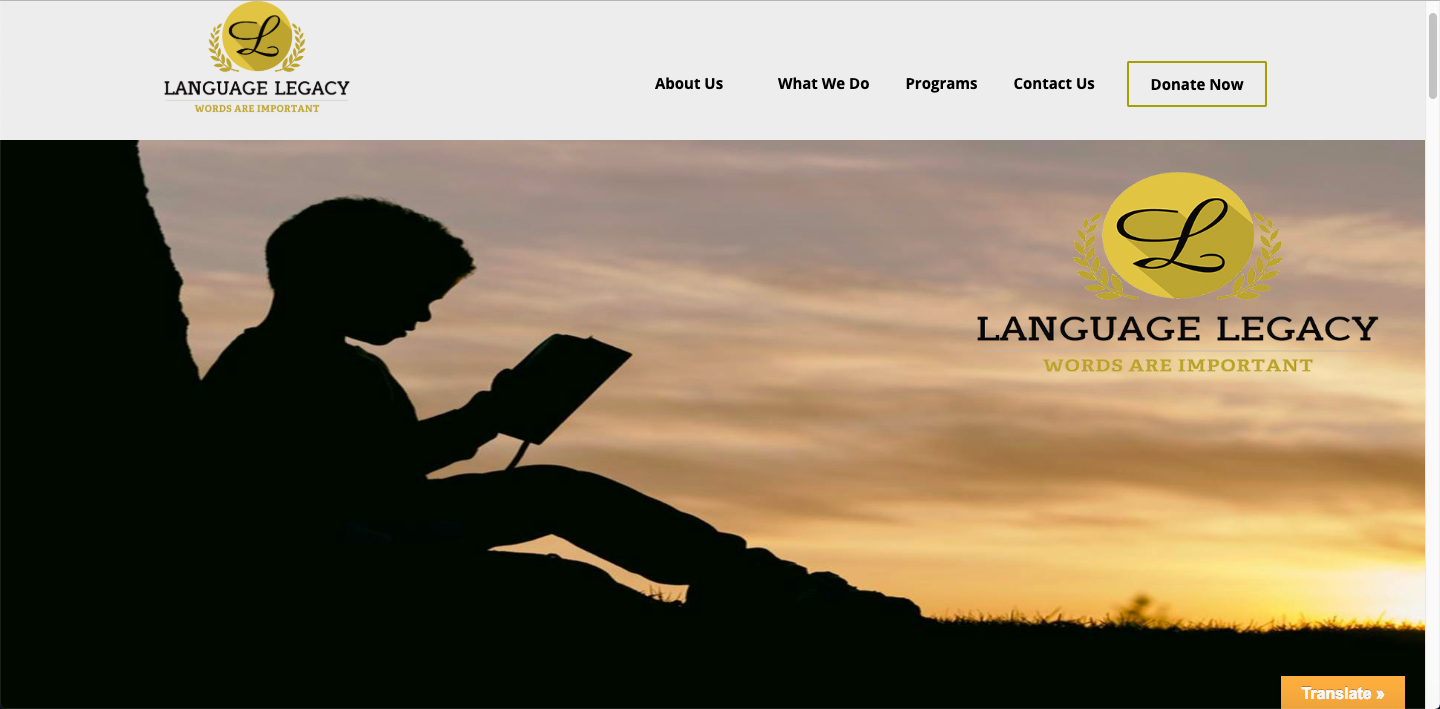 L
LANGUAGE LEGACY
WORDS ARE IMPORTANT
About Us
What We Do
Programs
Contact Us
Donate Now
L
LANGUAGE LEGACY
WORDS ARE IMPORTANT
Translate »